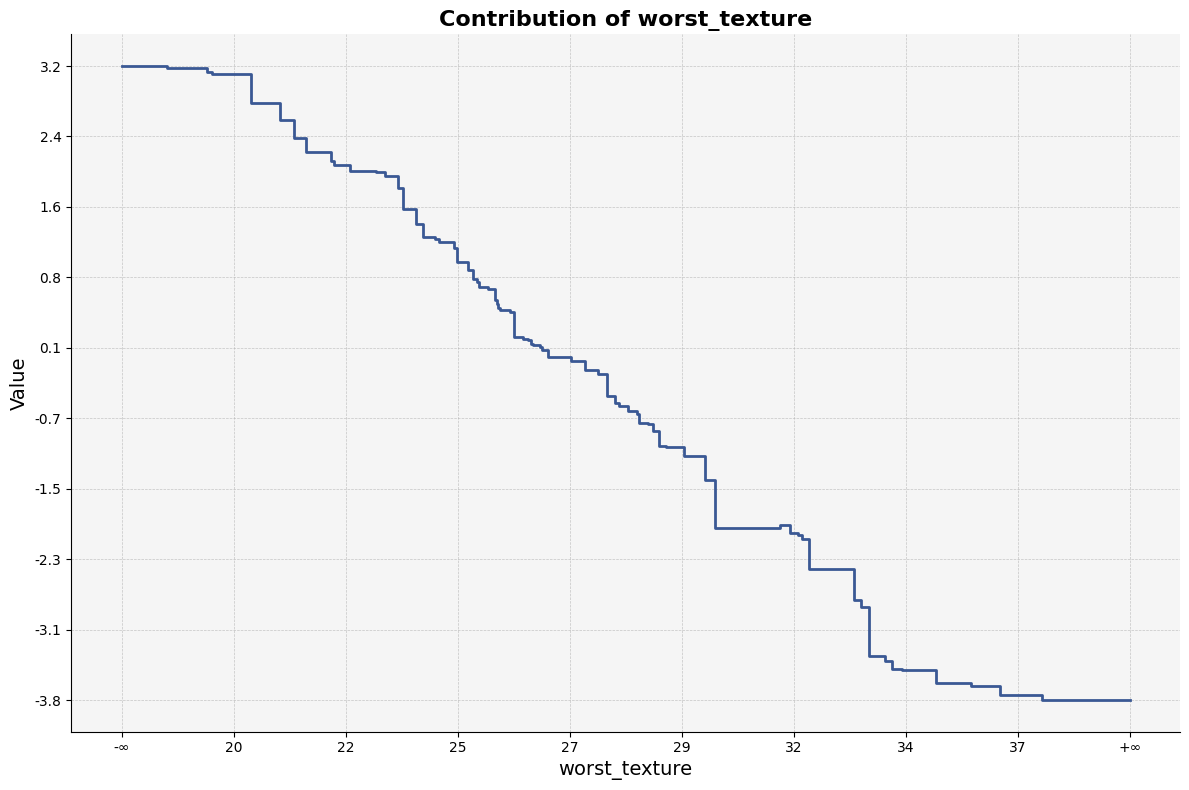 Contribution of worst_texture
3.2
2.4
1.6
0.8
0.1
-0.7
-1.5
-2.3
-3.1
-3.8
Value
-∞ 20 22 25 27 29 32 34 37 +∞
worst_texture